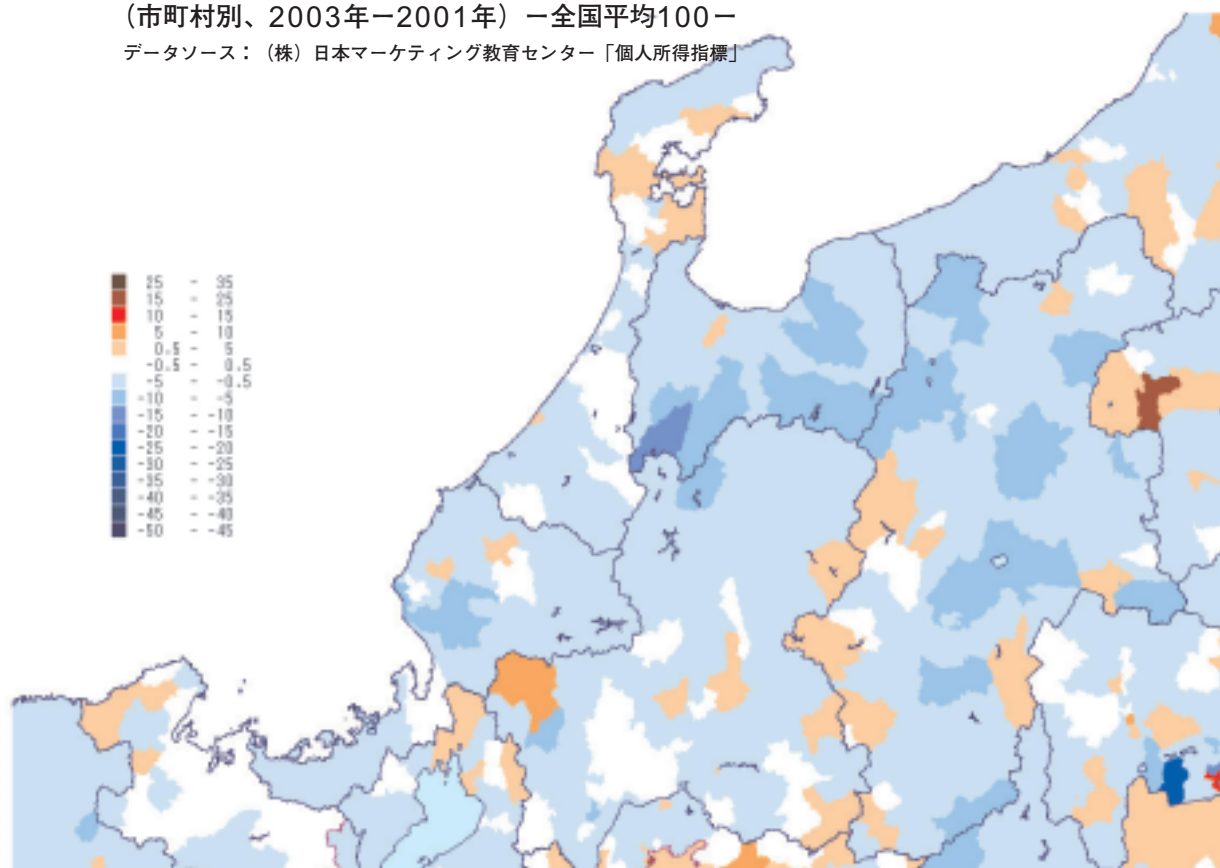 (市町村別、2003年ー2001年) ー全国平均100ー
データソース：(株) 日本マーケティング教育センター「個人所得指標」
25 - 35
15 - 25
10 - 15
5 - 10
0.5 - 5
-0.5 - 0.5
-5 - -0.5
-10 - -5
-15 - -10
-20 - -15
-25 - -20
-30 - -25
-35 - -30
-40 - -35
-45 - -40
-50 - -45